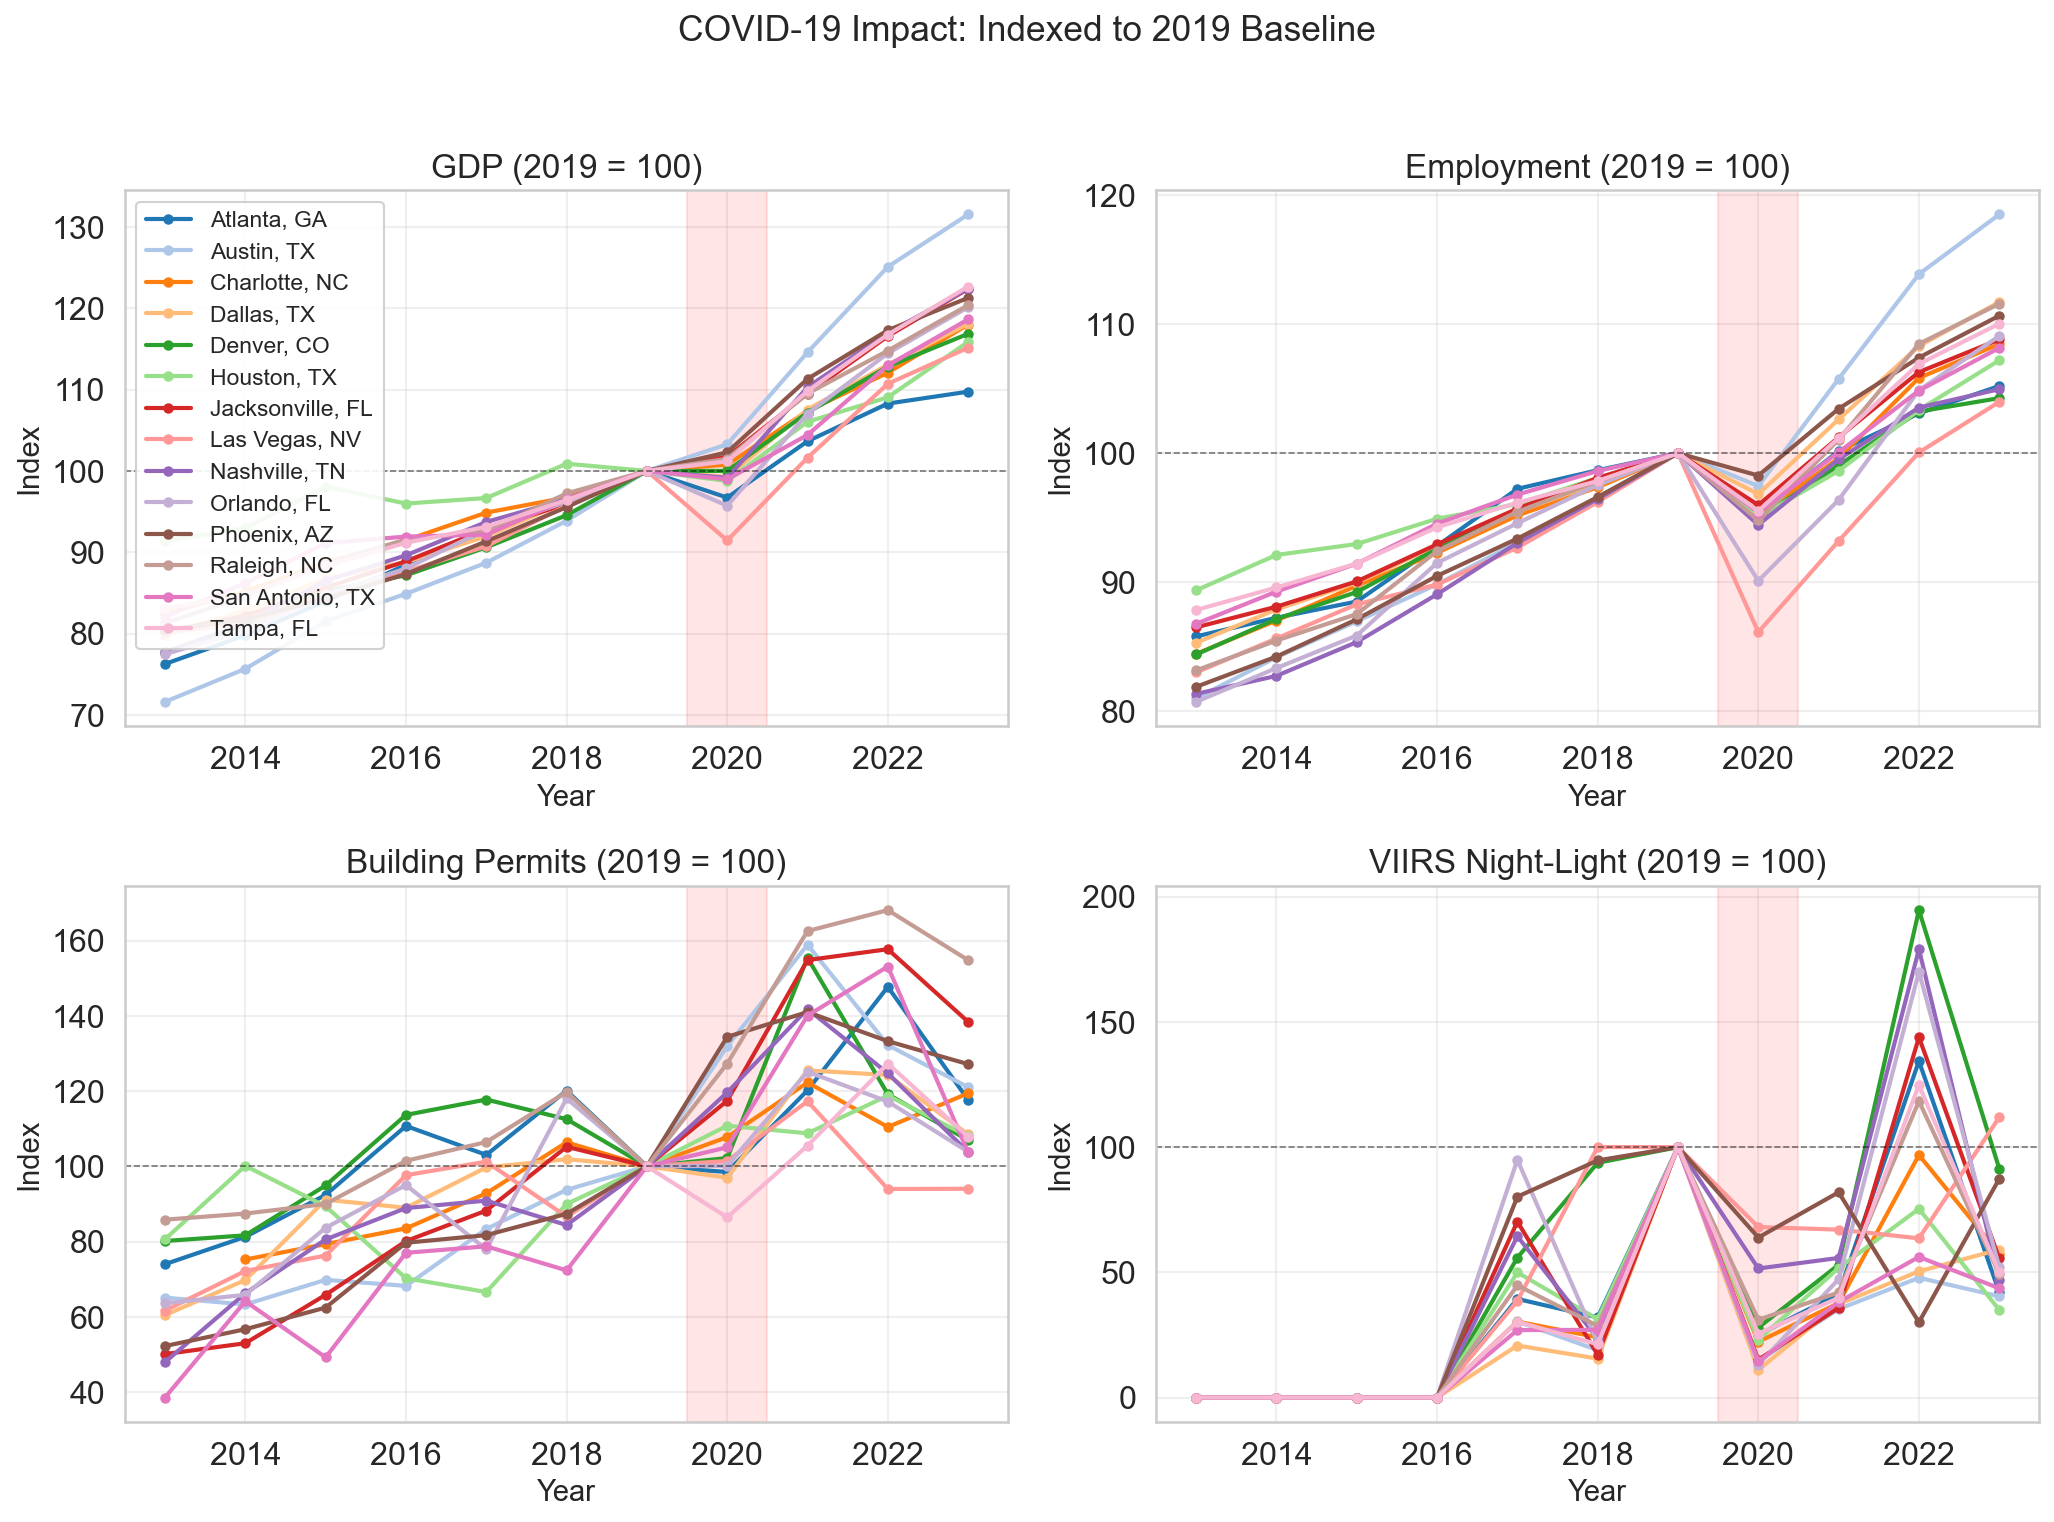 COVID-19 Impact: Indexed to 2019 Baseline
GDP (2019 = 100)
130
120
110
100
90
80
70
Index
Atlanta, GA
Austin, TX
Charlotte, NC
Dallas, TX
Denver, CO
Houston, TX
Jacksonville, FL
Las Vegas, NV
Nashville, TN
Orlando, FL
Phoenix, AZ
Raleigh, NC
San Antonio, TX
Tampa, FL
2014 2016 2018 2020 2022
Year
Employment (2019 = 100)
120
110
100
90
80
Index
2014 2016 2018 2020 2022
Year
Building Permits (2019 = 100)
160
140
120
100
80
60
40
Index
2014 2016 2018 2020 2022
Year
VIIRS Night-Light (2019 = 100)
200
150
100
50
0
Index
2014 2016 2018 2020 2022
Year